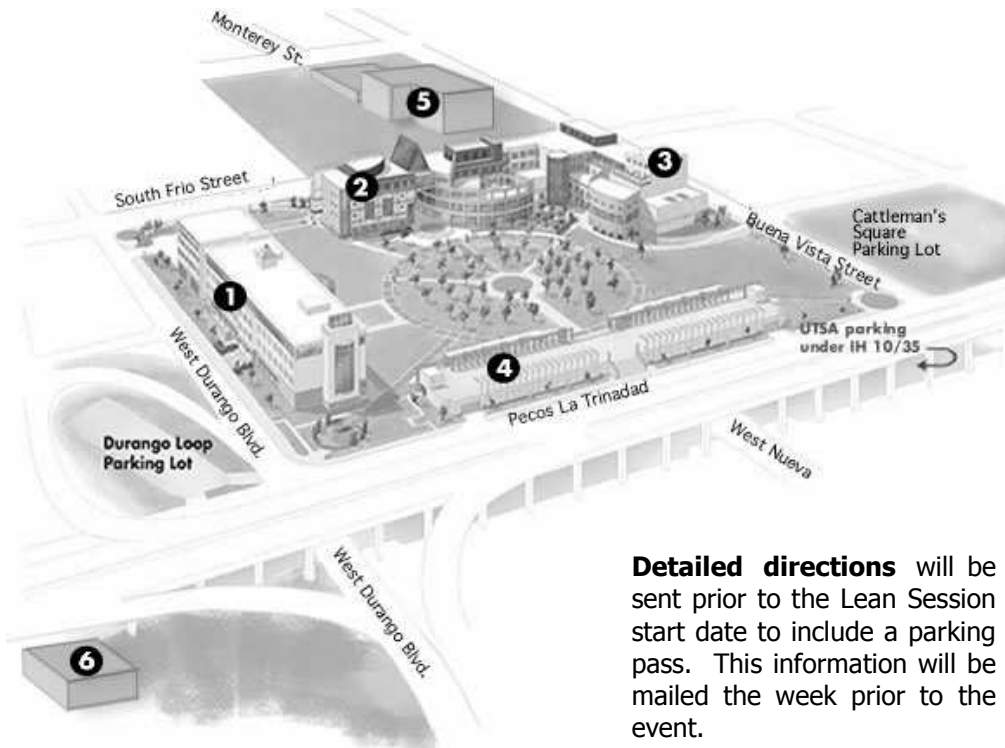 Monterey St.
5
3
2
South Frio Street
Cattleman's
Square
Parking Lot
Buena Vista Street
1
UTSA parking
under IH 10/35
4
Pecos La Trinadad
West Durango Blvd.
Durango Loop
Parking Lot
West Nueva
West Durango Blvd.
6
Detailed directions will be
sent prior to the Lean Session
start date to include a parking
pass. This information will be
mailed the week prior to the
event.